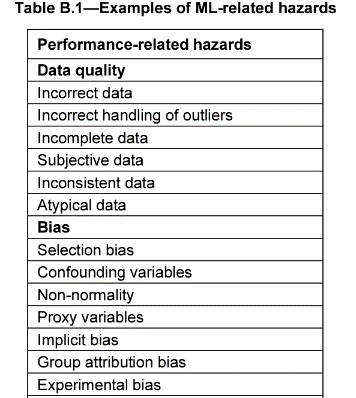 Table B.1—Examples of ML-related hazards
Performance-related hazards
Data quality
Incorrect data
Incorrect handling of outliers
Incomplete data
Subjective data
Inconsistent data
Atypical data
Bias
Selection bias
Confounding variables
Non-normality
Proxy variables
Implicit bias
Group attribution bias
Experimental bias